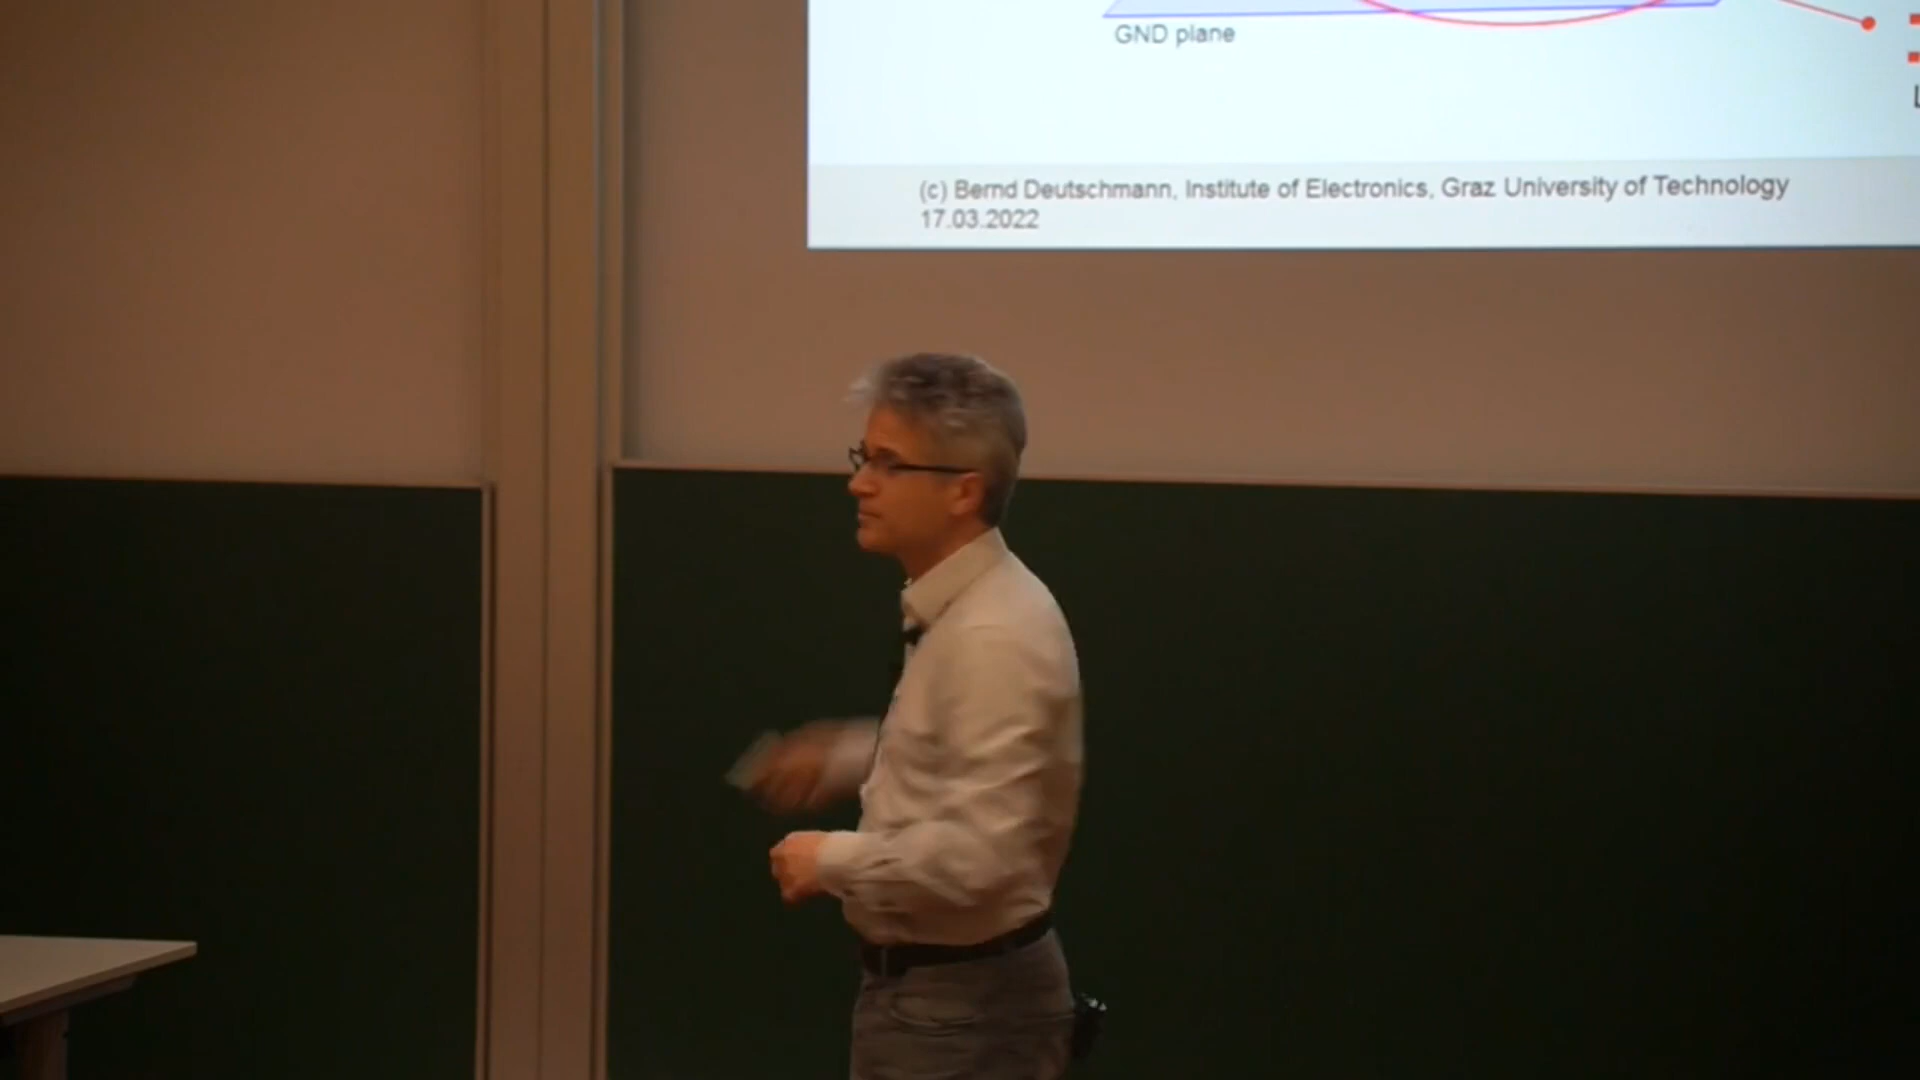 GND plane
(c) Bernd Deutschmann, Institute of Electronics, Graz University of Technology
17.03.2022